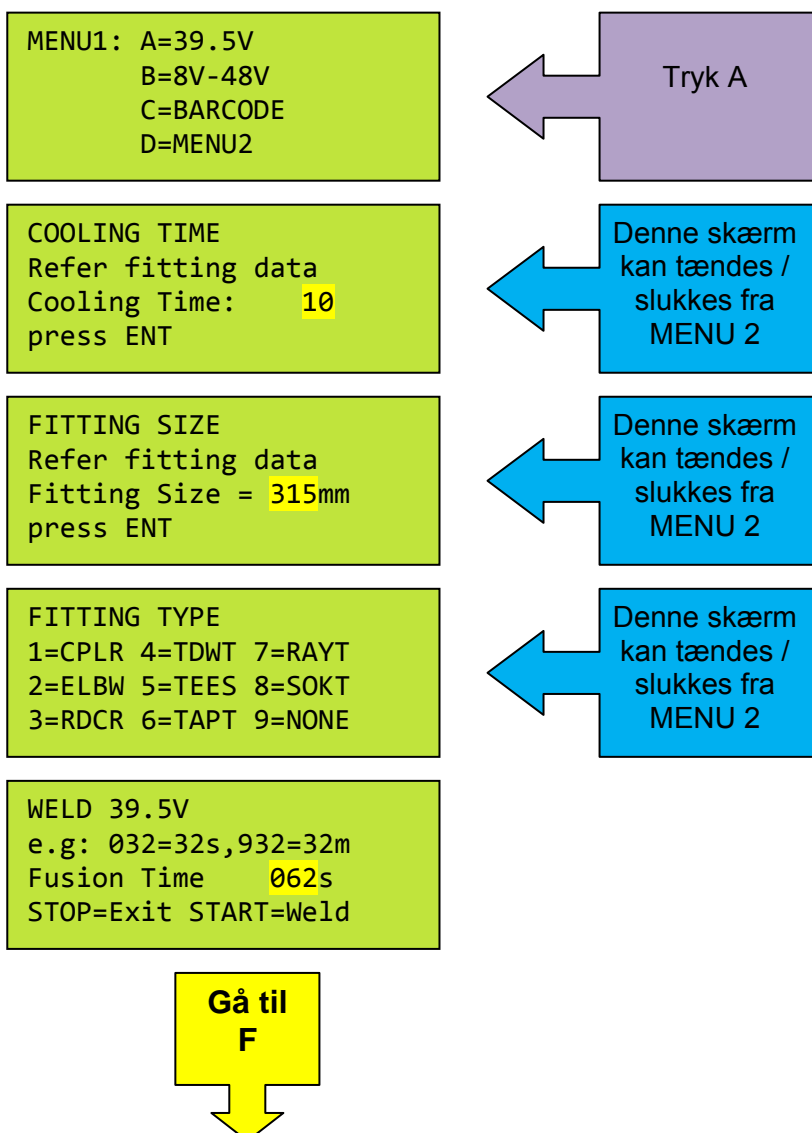 MENU1: A=39.5V
B=8V-48V
C=BARCODE
D=MENU2
Tryk A
COOLING TIME
Refer fitting data
Cooling Time: 10
press ENT
Denne skærm
kan tændes /
slukkes fra
MENU 2
FITTING SIZE
Refer fitting data
Fitting Size = 315mm
press ENT
Denne skærm
kan tændes /
slukkes fra
MENU 2
FITTING TYPE
1=CPLR 4=TDWT 7=RAYT
2=ELBW 5=TEES 8=SOKT
3=RDCR 6=TAPT 9=NONE
Denne skærm
kan tændes /
slukkes fra
MENU 2
WELD 39.5V
e.g: 032=32s,932=32m
Fusion Time 062s
STOP=Exit START=Weld
Gå til
F